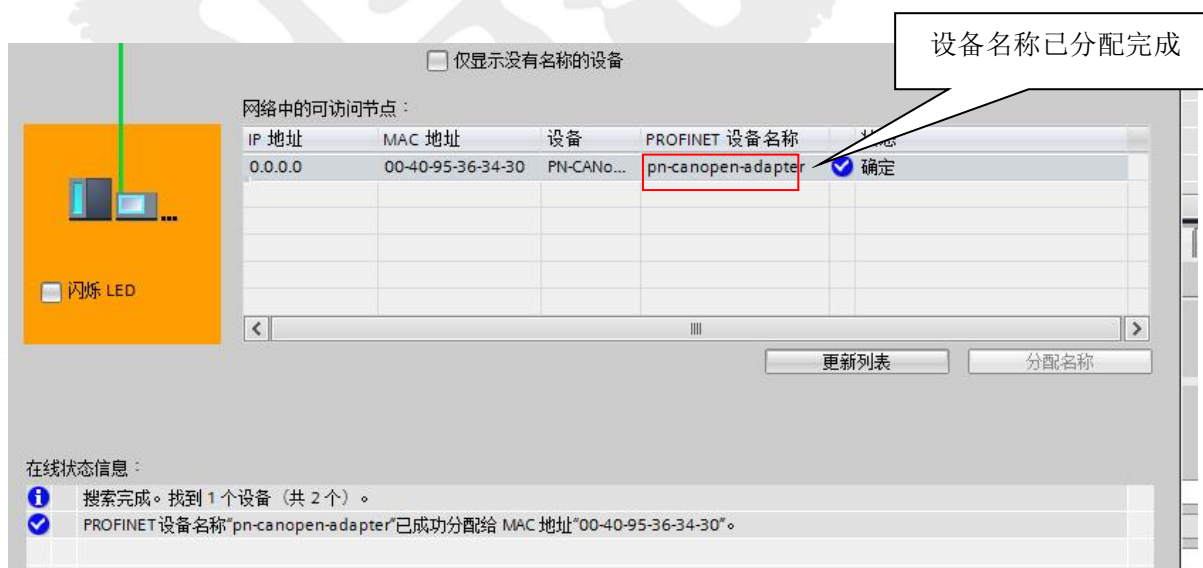 设备名称已分配完成
仅显示没有名称的设备
网络中的可访问节点：
IP 地址 MAC 地址 设备 PROFINET 设备名称 状态
0.0.0.0 00-40-95-36-34-30 PN-CANo... pn-canopen-adapter 确定
闪烁 LED
更新列表 分配名称
在线状态信息：
搜索完成。找到 1 个设备（共 2 个）。
PROFINET设备名称"pn-canopen-adapter"已成功分配给 MAC 地址"00-40-95-36-34-30"。